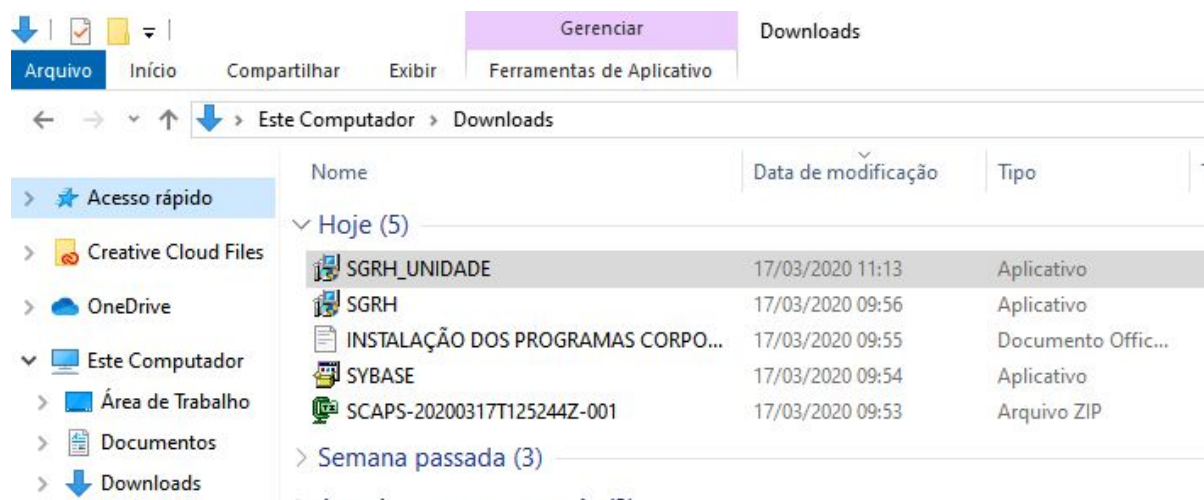 Gerenciar Downloads
Arquivo Início Compartilhar Exibir Ferramentas de Aplicativo
Este Computador > Downloads
Nome Data de modificação Tipo
Acesso rápido
Creative Cloud Files
OneDrive
Este Computador
Área de Trabalho
Documentos
Downloads
Hoje (5)
SGRH_UNIDADE 17/03/2020 11:13 Aplicativo
SGRH 17/03/2020 09:56 Aplicativo
INSTALAÇÃO DOS PROGRAMAS CORPO... 17/03/2020 09:55 Documento Offic...
SYBASE 17/03/2020 09:54 Aplicativo
SCAPS-20200317T125244Z-001 17/03/2020 09:53 Arquivo ZIP
Semana passada (3)